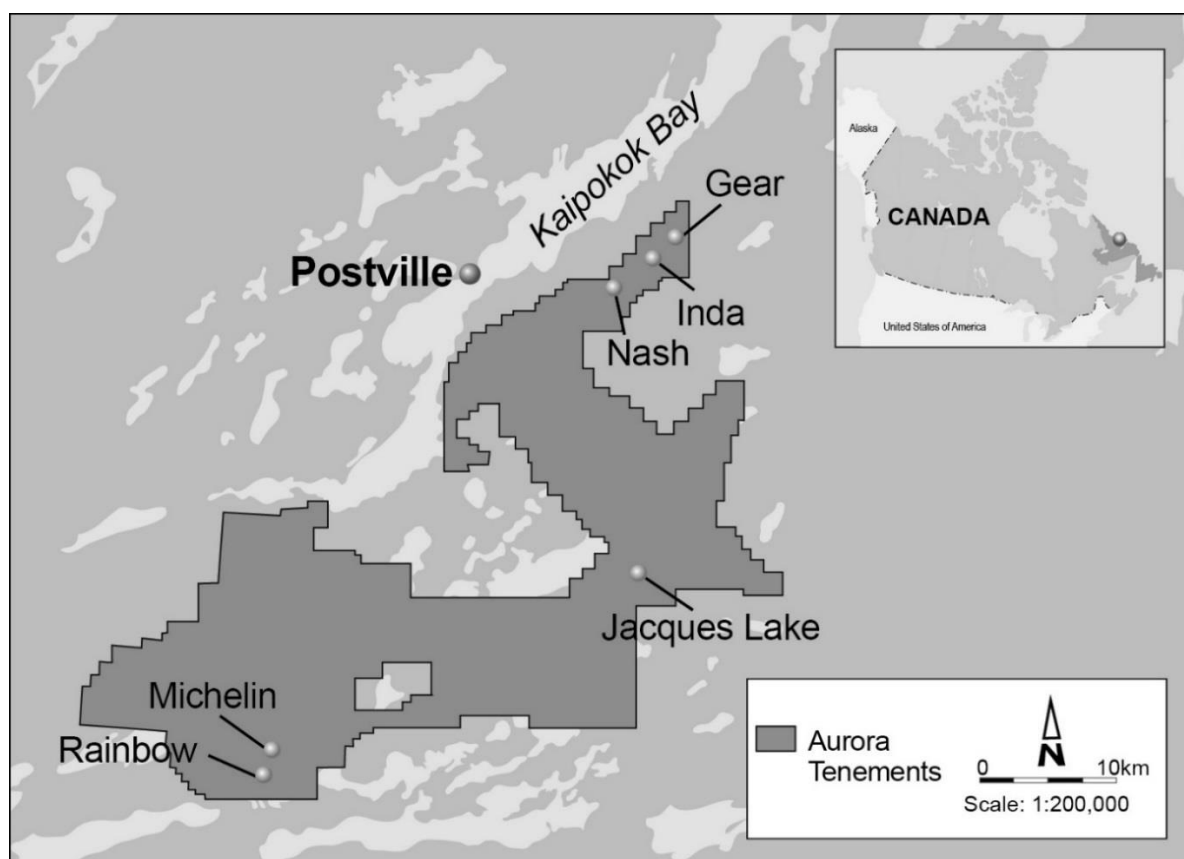 Kaipokok Bay
Gear
Postville
Inda
Nash
Jacques Lake
Michelin
Rainbow
Alaska
CANADA
United States of America
Aurora
Tenements
N
0 10km
Scale: 1:200,000